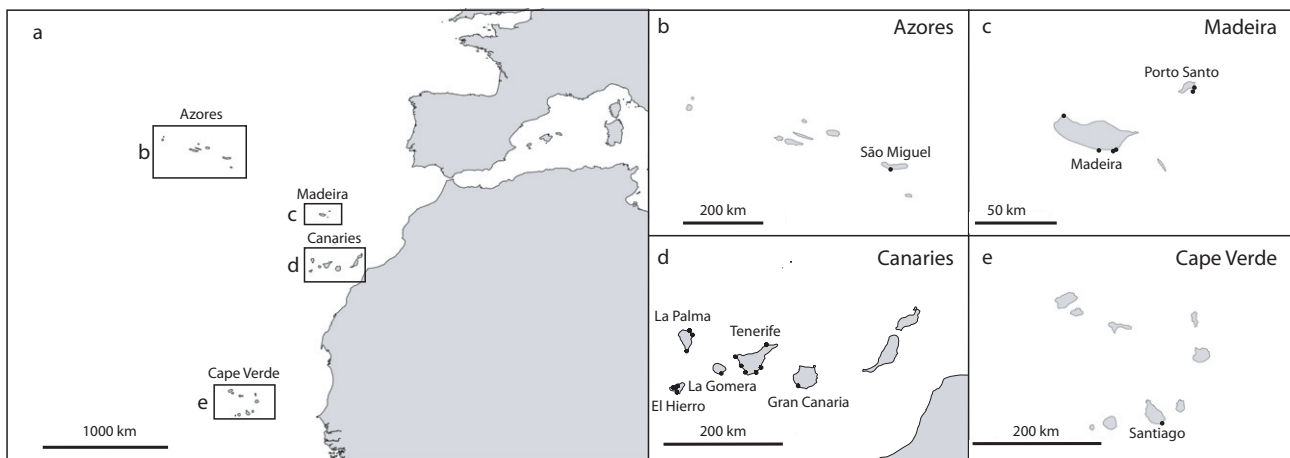 a
Azores
b
Madeira
c
Canaries
d
Cape Verde
e
1000 km
b
Azores
São Miguel
200 km
c
Madeira
Porto Santo
Madeira
50 km
d
Canaries
La Palma
Tenerife
La Gomera
El Hierro
Gran Canaria
200 km
e
Cape Verde
Santiago
200 km